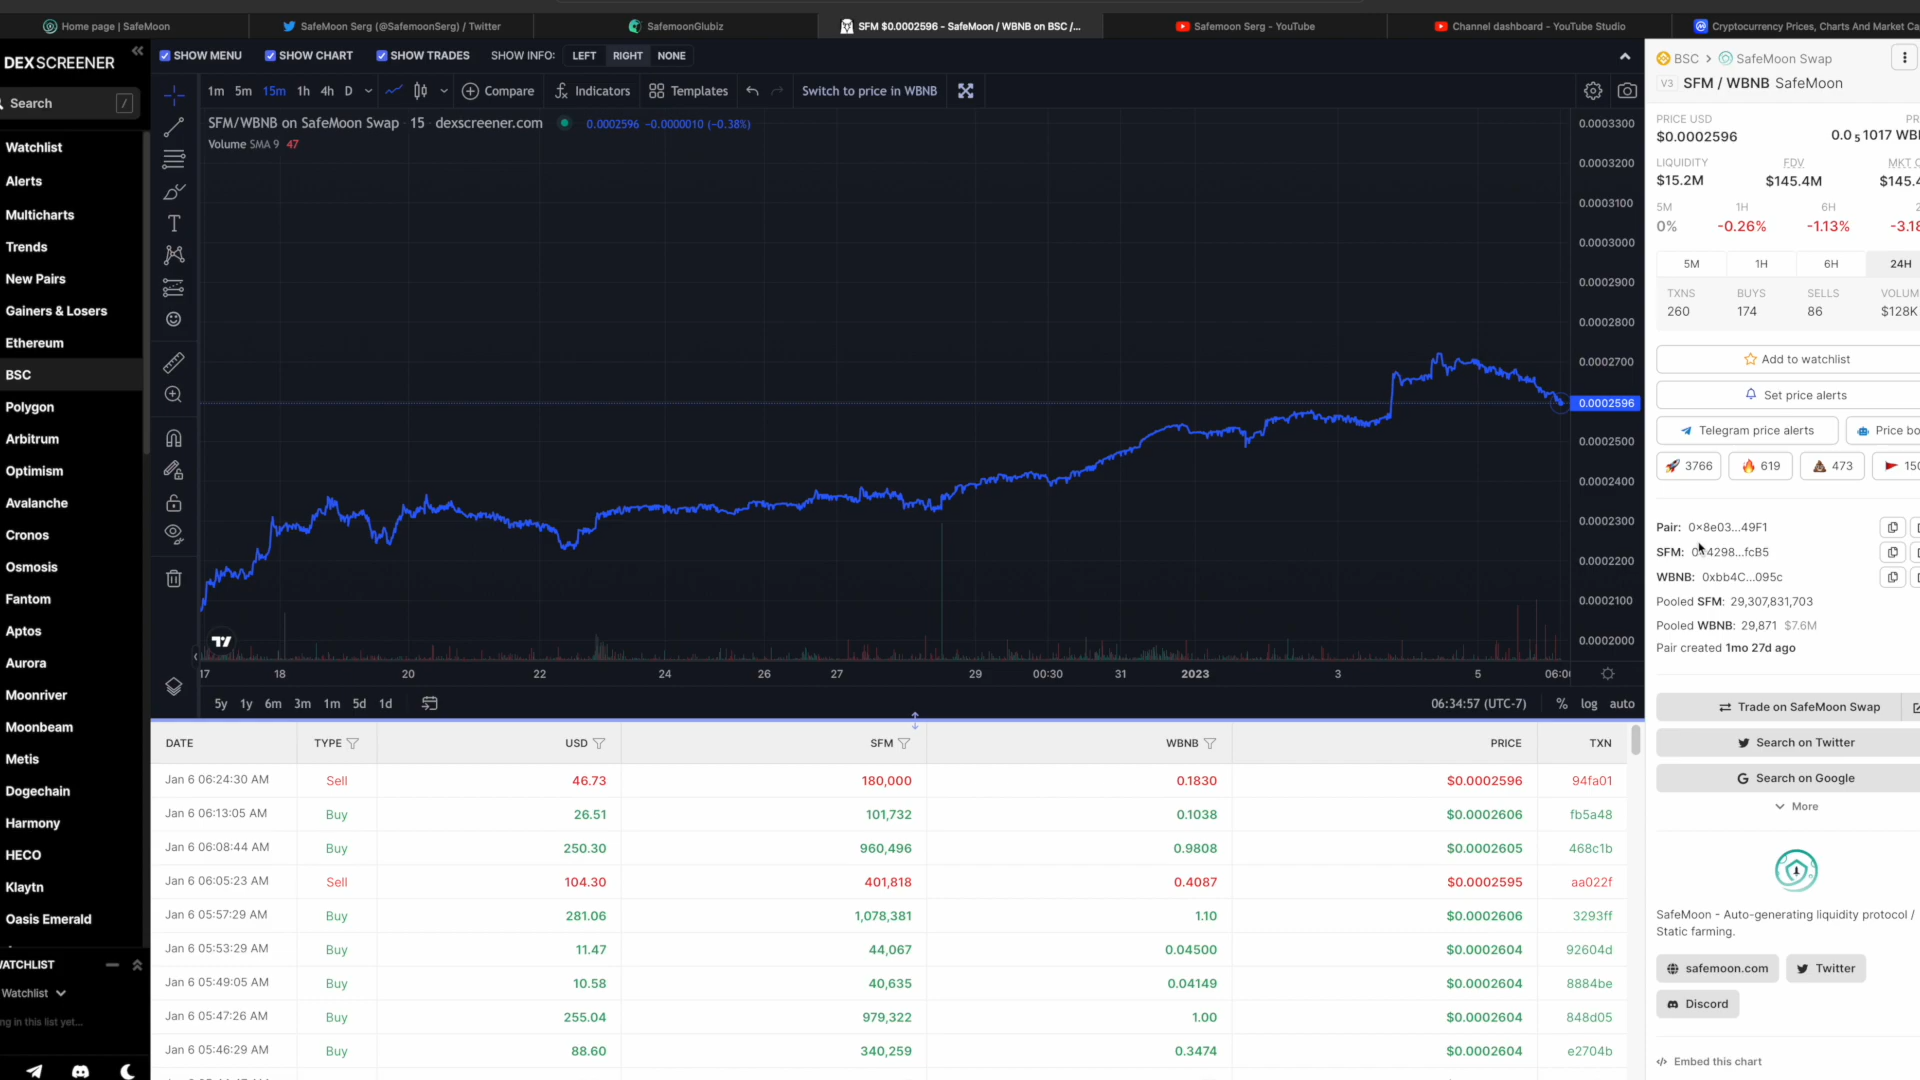 Home page | SafeMoon
SafeMoon Serg (@SafemoonSerg) / Twitter
SafemoonGlubiz
SFM $0.0002596 - SafeMoon / WBNB on BSC /...
Safemoon Serg - YouTube
Channel dashboard - YouTube Studio
Cryptocurrency Prices, Charts And Market Ca
DEXSCREENER
Search /
Watchlist
Alerts
Multicharts
Trends
New Pairs
Gainers & Losers
Ethereum
BSC
Polygon
Arbitrum
Optimism
Avalanche
Cronos
Osmosis
Fantom
Aptos
Aurora
Moonriver
Moonbeam
Metis
Dogechain
Harmony
HECO
Klaytn
Oasis Emerald
WATCHLIST
Watchlist
ng in this list yet...
SHOW MENU SHOW CHART SHOW TRADES SHOW INFO: LEFT RIGHT NONE
1m 5m 15m 1h 4h D Compare Indicators Templates Switch to price in WBNB
SFM/WBNB on SafeMoon Swap · 15 · dexscreener.com 0.0002596 −0.0000010 (−0.38%)
Volume SMA 9 47
0.0003300
0.0003200
0.0003100
0.0003000
0.0002900
0.0002800
0.0002700
0.0002596
0.0002500
0.0002400
0.0002300
0.0002200
0.0002100
0.0002000
17 18 20 22 24 26 27 29 00:30 31 2023 3 5 06:00
5y 1y 6m 3m 1m 5d 1d 06:34:57 (UTC-7) % log auto
DATE TYPE USD SFM WBNB PRICE TXN
Jan 6 06:24:30 AM Sell 46.73 180,000 0.1830 $0.0002596 94fa01
Jan 6 06:13:05 AM Buy 26.51 101,732 0.1038 $0.0002606 fb5a48
Jan 6 06:08:44 AM Buy 250.30 960,496 0.9808 $0.0002605 468c1b
Jan 6 06:05:23 AM Sell 104.30 401,818 0.4087 $0.0002595 aa022f
Jan 6 05:57:29 AM Buy 281.06 1,078,381 1.10 $0.0002606 3293ff
Jan 6 05:53:29 AM Buy 11.47 44,067 0.04500 $0.0002604 92604d
Jan 6 05:49:05 AM Buy 10.58 40,635 0.04149 $0.0002604 8884be
Jan 6 05:47:26 AM Buy 255.04 979,322 1.00 $0.0002604 848d05
Jan 6 05:46:29 AM Buy 88.60 340,259 0.3474 $0.0002604 e2704b
BSC > SafeMoon Swap
V3 SFM / WBNB SafeMoon
PRICE USD PR
$0.0002596 0.0₅1017 WB
LIQUIDITY FDV MKT C
$15.2M $145.4M $145.4
5M 1H 6H 2
0% -0.26% -1.13% -3.18
5M 1H 6H 24H
TXNS BUYS SELLS VOLUM
260 174 86 $128K
Add to watchlist
Set price alerts
Telegram price alerts Price bo
3766 619 473 150
Pair: 0x8e03...49F1
SFM: 0x4298...fcB5
WBNB: 0xbb4C...095c
Pooled SFM: 29,307,831,703
Pooled WBNB: 29,871 $7.6M
Pair created 1mo 27d ago
Trade on SafeMoon Swap
Search on Twitter
Search on Google
More
SafeMoon - Auto-generating liquidity protocol /
Static farming.
safemoon.com Twitter
Discord
Embed this chart